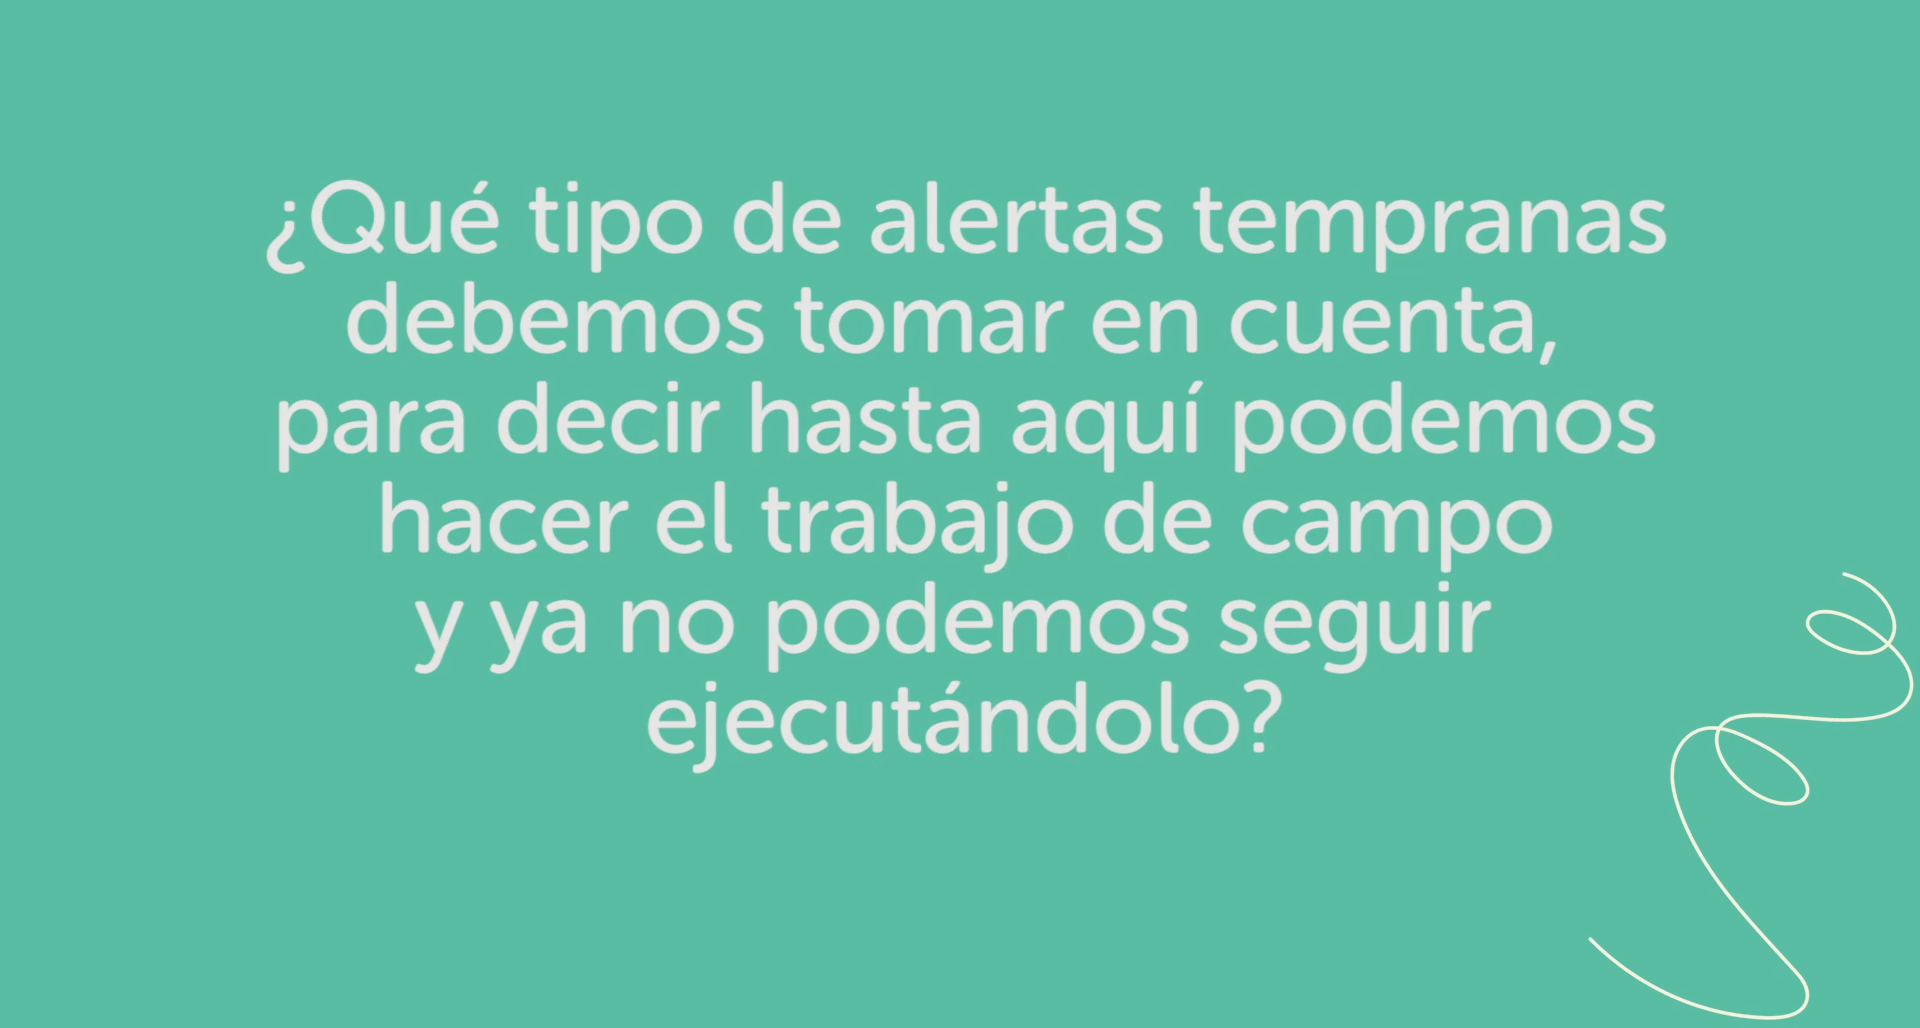 ¿Qué tipo de alertas tempranas
debemos tomar en cuenta,
para decir hasta aquí podemos
hacer el trabajo de campo
y ya no podemos seguir
ejecutándolo?